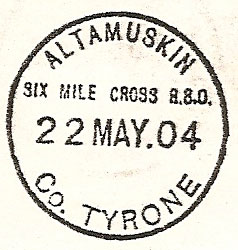 ALTAMUSKIN
SIX MILE CROSS R.S.O.
22 MAY.04
Co. TYRONE